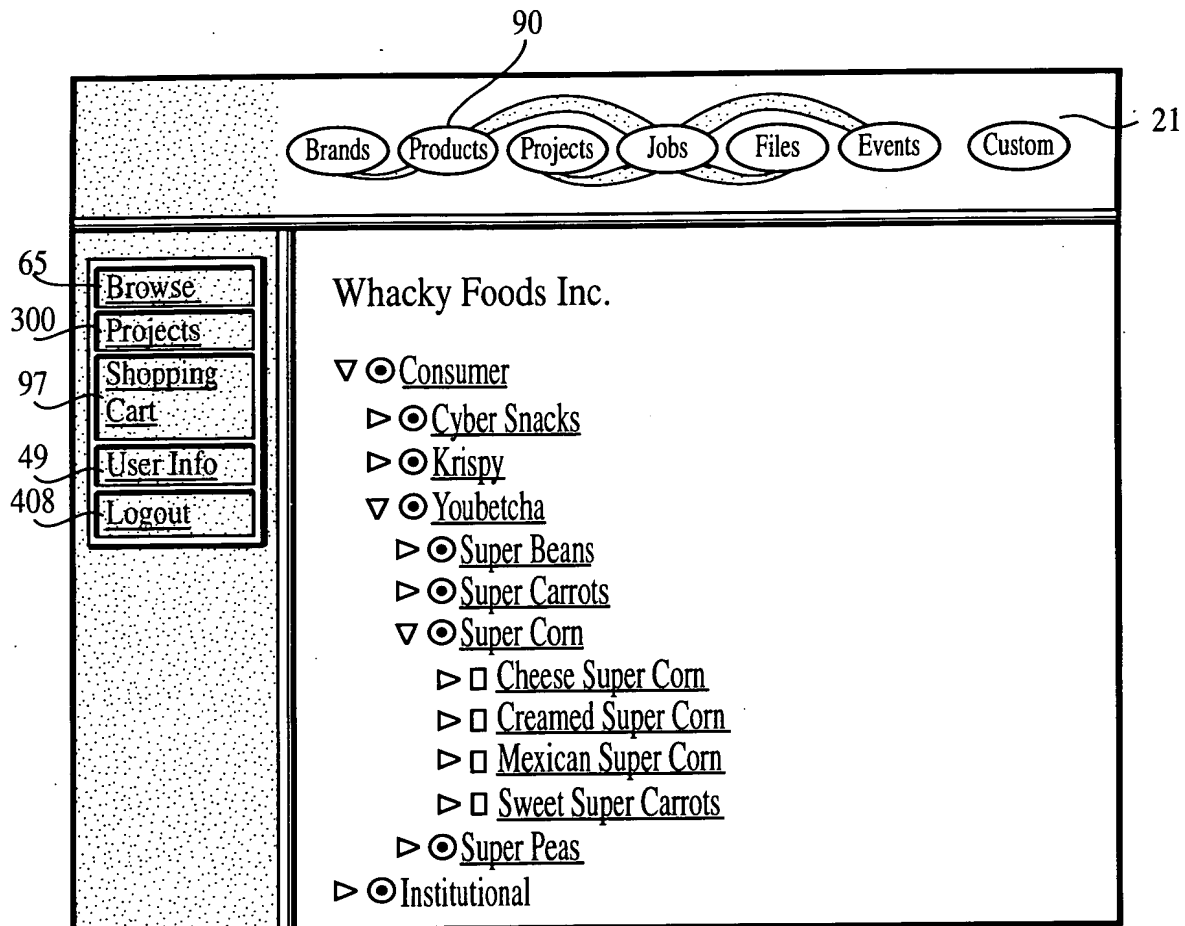 90
Brands Products Projects Jobs Files Events Custom
21
65
Browse
300
Projects
97
Shopping
Cart
49
User Info
408
Logout
Whacky Foods Inc.
Consumer
Cyber Snacks
Krispy
Youbetcha
Super Beans
Super Carrots
Super Corn
Cheese Super Corn
Creamed Super Corn
Mexican Super Corn
Sweet Super Carrots
Super Peas
Institutional